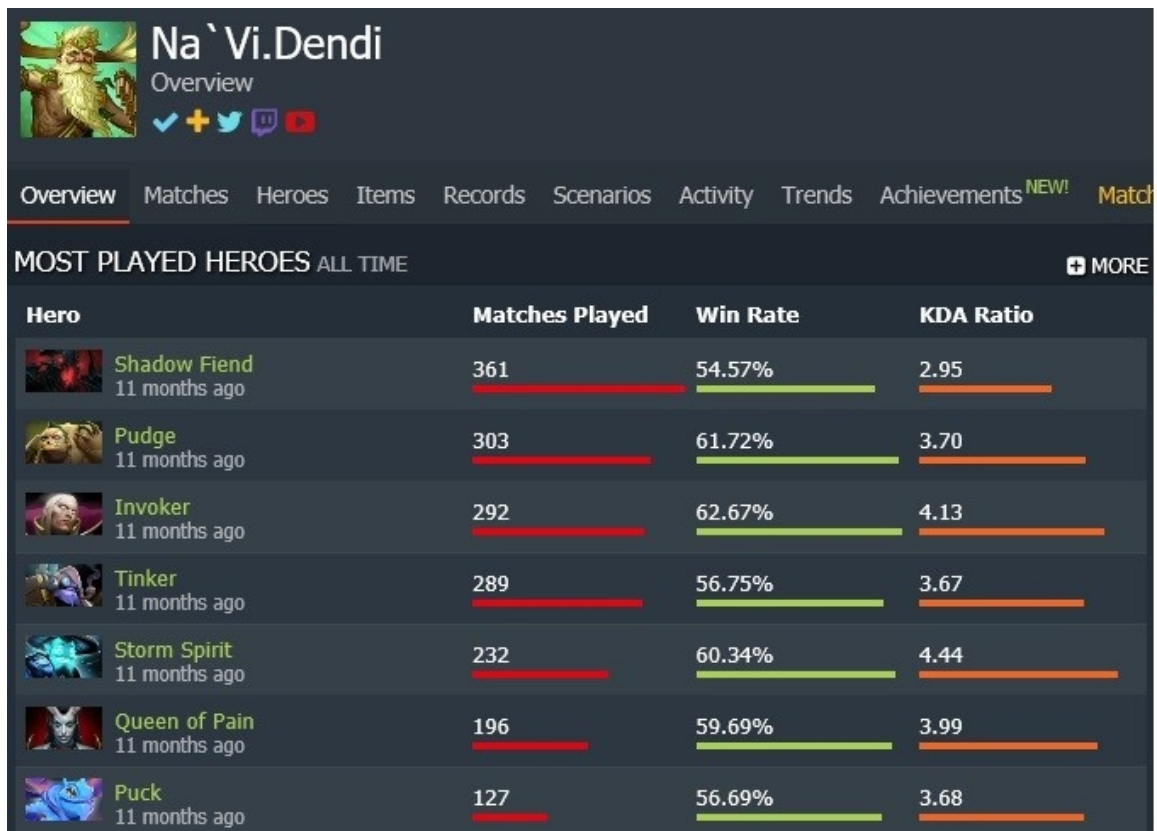 Na`Vi.Dendi
Overview
Overview Matches Heroes Items Records Scenarios Activity Trends Achievements NEW! Match
MOST PLAYED HEROES ALL TIME MORE
Hero Matches Played Win Rate KDA Ratio
Shadow Fiend
11 months ago
361 54.57% 2.95
Pudge
11 months ago
303 61.72% 3.70
Invoker
11 months ago
292 62.67% 4.13
Tinker
11 months ago
289 56.75% 3.67
Storm Spirit
11 months ago
232 60.34% 4.44
Queen of Pain
11 months ago
196 59.69% 3.99
Puck
11 months ago
127 56.69% 3.68